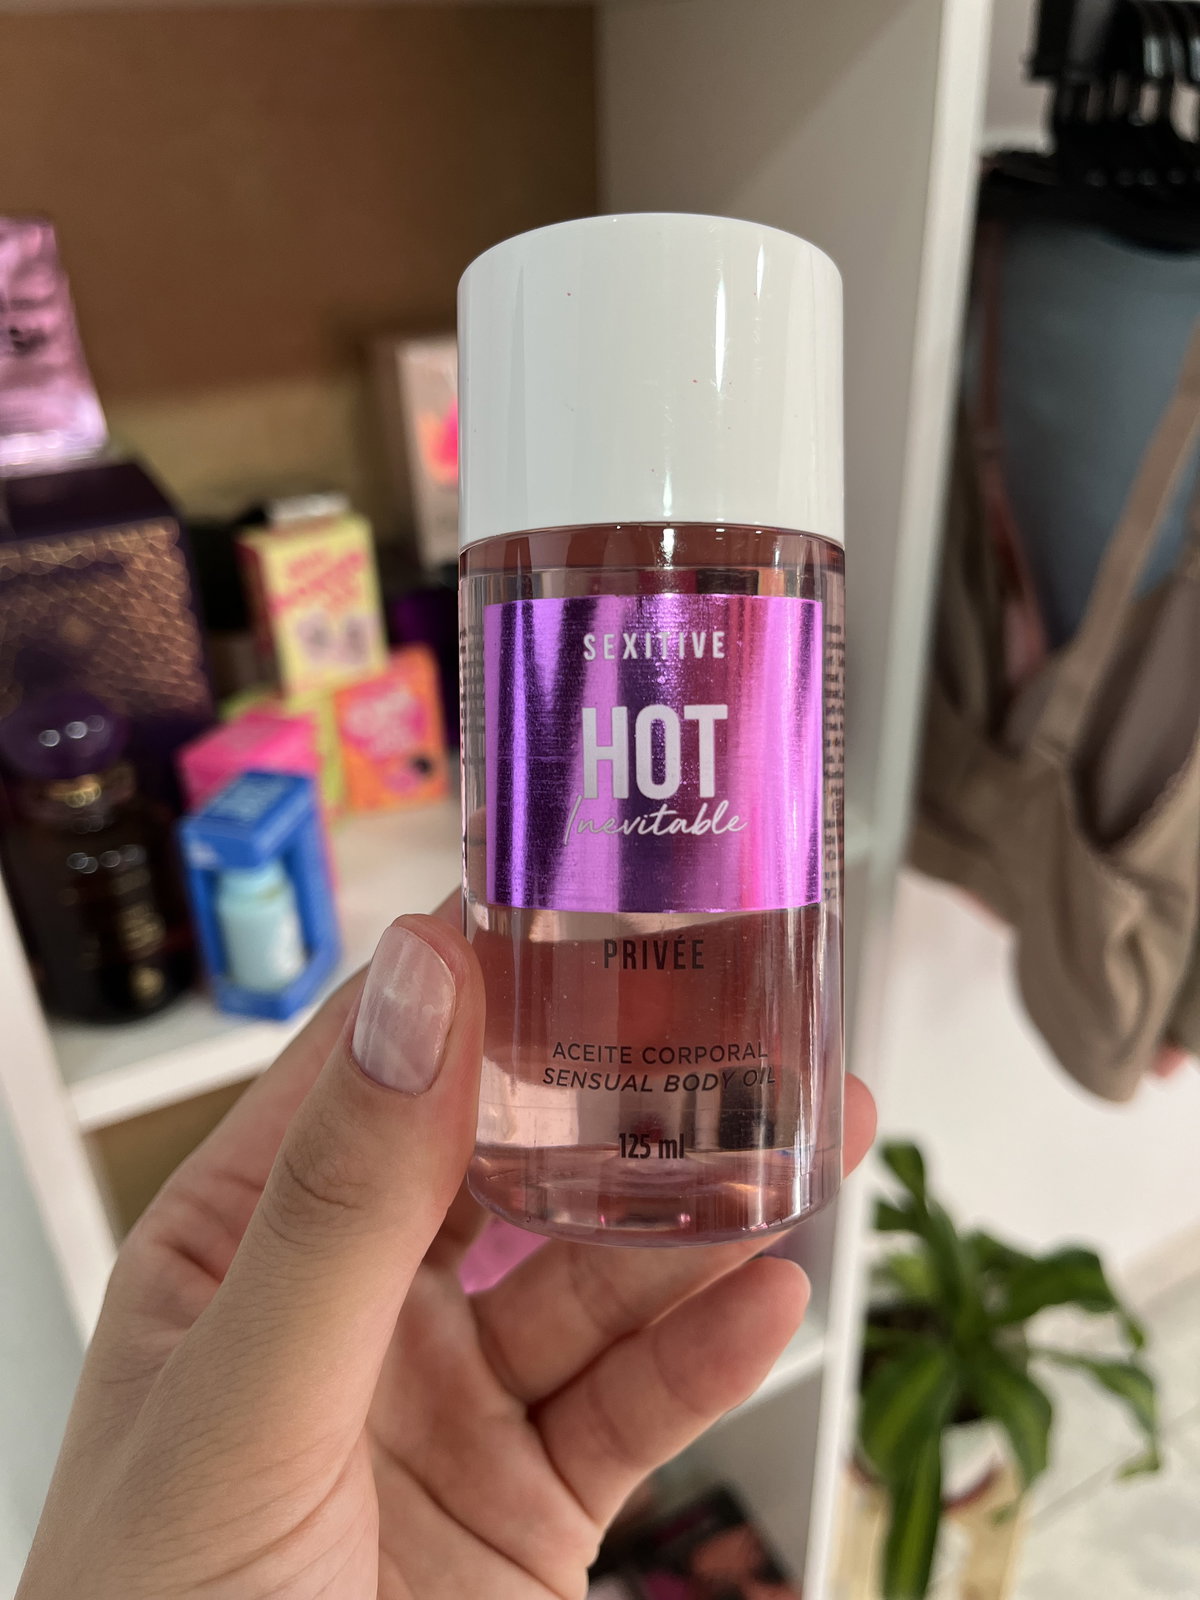 SEXITIVE
HOT
Inevitable
PRIVÉE
ACEITE CORPORAL
SENSUAL BODY OIL
125 ml